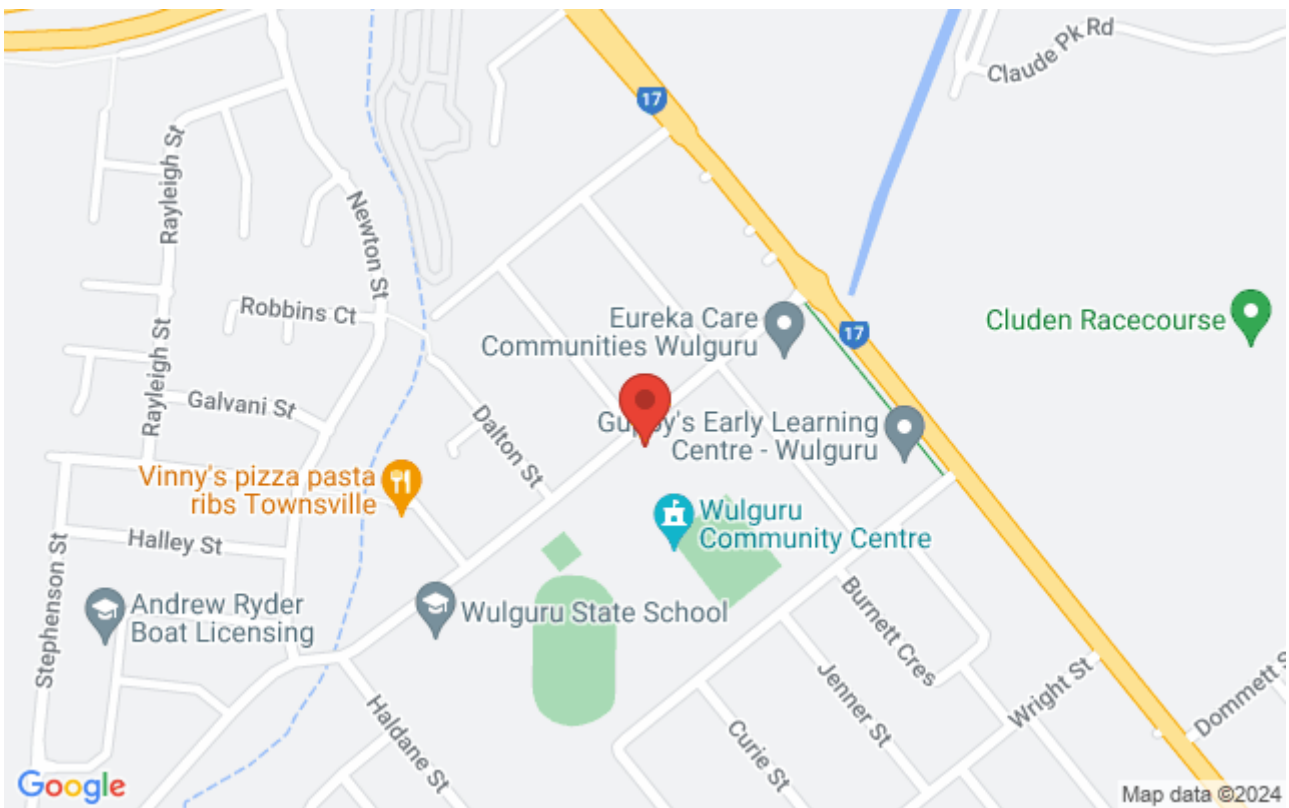 17
Claude Pk Rd
Rayleigh St
Newton St
Robbins Ct
Eureka Care
Communities Wulguru
17
Cluden Racecourse
Rayleigh St
Galvani St
Dalton St
Early Learning
Centre - Wulguru
Vinny's pizza pasta
ribs Townsville
Wulguru
Community Centre
Halley St
Stephenson St
Andrew Ryder
Boat Licensing
Wulguru State School
Burnett Cres
Jenner St
Wright St
Dommett
Haldane St
Curie St
Google
Map data ©2024